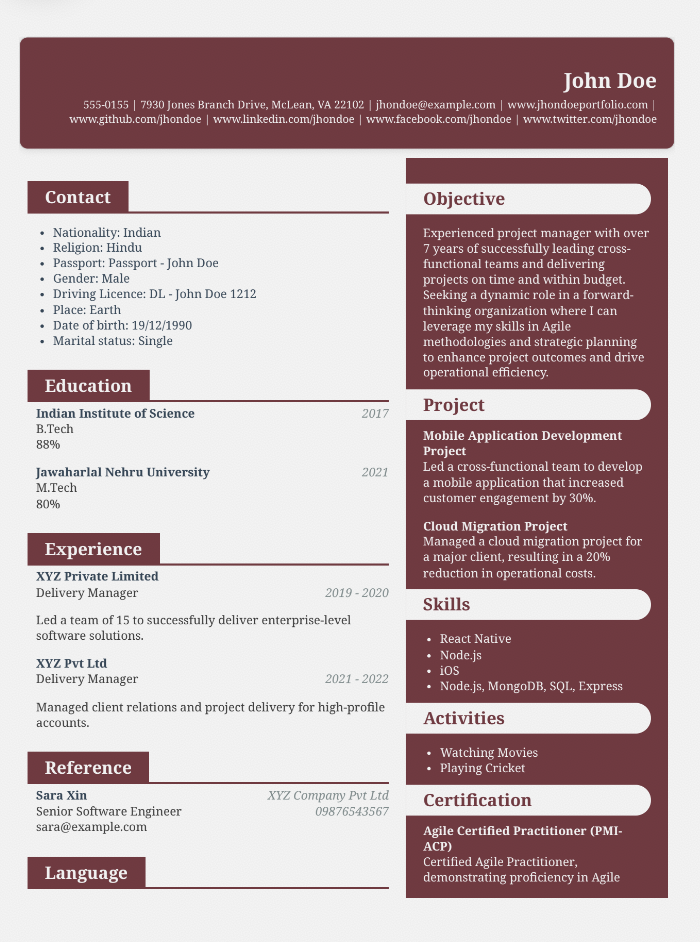 John Doe
555-0155 | 7930 Jones Branch Drive, McLean, VA 22102 | jhondoe@example.com | www.jhondoeportfolio.com |
www.github.com/jhondoe | www.linkedin.com/jhondoe | www.facebook.com/jhondoe | www.twitter.com/jhondoe
Contact
• Nationality: Indian
• Religion: Hindu
• Passport: Passport - John Doe
• Gender: Male
• Driving Licence: DL - John Doe 1212
• Place: Earth
• Date of birth: 19/12/1990
• Marital status: Single
Education
Indian Institute of Science 2017
B.Tech
88%
Jawaharlal Nehru University 2021
M.Tech
80%
Experience
XYZ Private Limited
Delivery Manager 2019 - 2020
Led a team of 15 to successfully deliver enterprise-level
software solutions.
XYZ Pvt Ltd
Delivery Manager 2021 - 2022
Managed client relations and project delivery for high-profile
accounts.
Reference
Sara Xin XYZ Company Pvt Ltd
Senior Software Engineer 09876543567
sara@example.com
Language
Objective
Experienced project manager with over
7 years of successfully leading cross-
functional teams and delivering
projects on time and within budget.
Seeking a dynamic role in a forward-
thinking organization where I can
leverage my skills in Agile
methodologies and strategic planning
to enhance project outcomes and drive
operational efficiency.
Project
Mobile Application Development
Project
Led a cross-functional team to develop
a mobile application that increased
customer engagement by 30%.
Cloud Migration Project
Managed a cloud migration project for
a major client, resulting in a 20%
reduction in operational costs.
Skills
• React Native
• Node.js
• iOS
• Node.js, MongoDB, SQL, Express
Activities
• Watching Movies
• Playing Cricket
Certification
Agile Certified Practitioner (PMI-
ACP)
Certified Agile Practitioner,
demonstrating proficiency in Agile